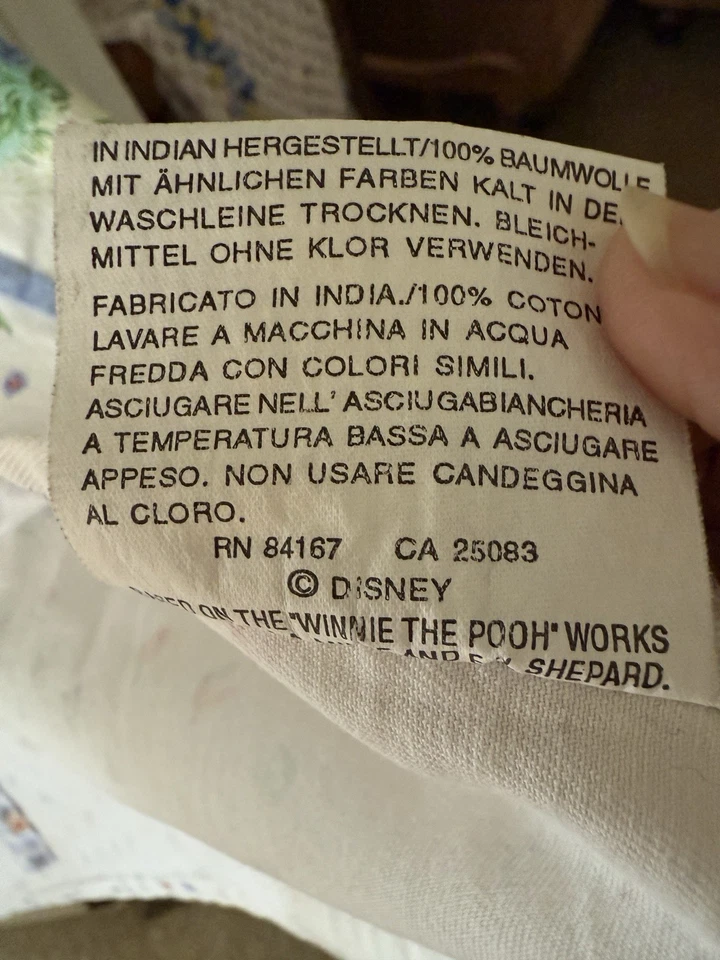 IN INDIAN HERGESTELLT/100% BAUMWOLLE
MIT ÄHNLICHEN FARBEN KALT IN
WASCHLEINE TROCKNEN. BLEICH-
MITTEL OHNE KLOR VERWENDEN.
FABRICATO IN INDIA./100% COTON
LAVARE A MACCHINA IN ACQUA
FREDDA CON COLORI SIMILI.
ASCIUGARE NELL' ASCIUGABIANCHERIA
A TEMPERATURA BASSA A ASCIUGARE
APPESO. NON USARE CANDEGGINA
AL CLORO.
RN 84167 CA 25083
© DISNEY
BASED ON THE "WINNIE THE POOH" WORKS
AND SHEPARD.